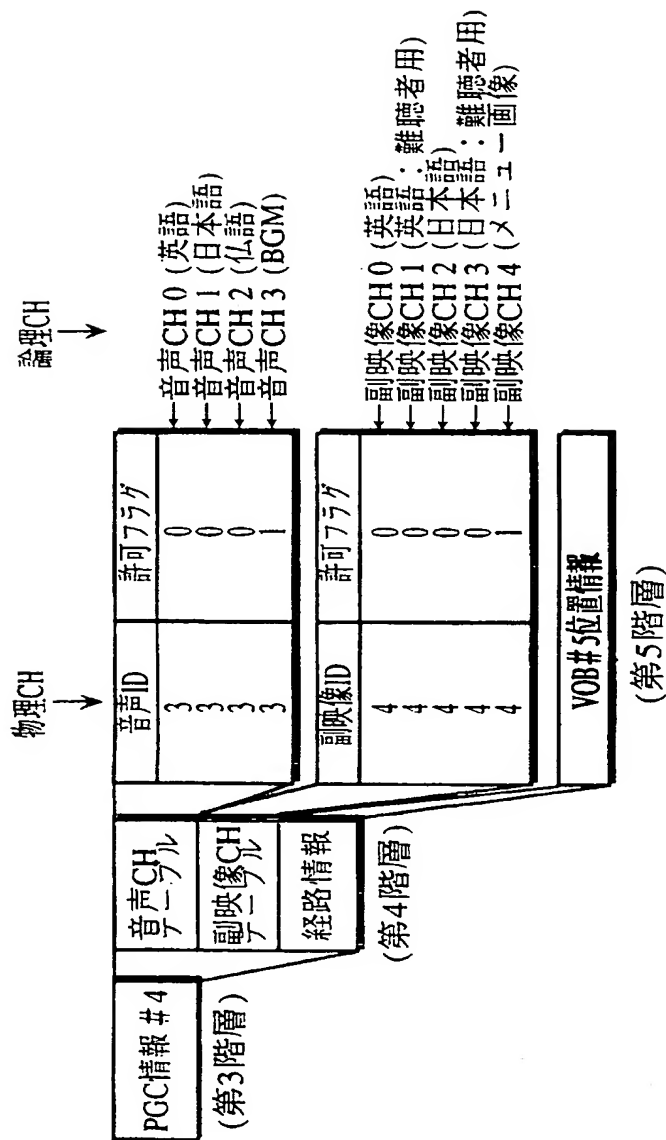 物理CH
論理CH
PGC情報#4
(第3階層)
音声CH
テーブル
副映像CH
テーブル
経路情報
(第4階層)
音声ID 許可フラグ
3 0 音声CH 0 (英語)
3 0 音声CH 1 (日本語)
3 0 音声CH 2 (仏語)
3 1 音声CH 3 (BGM)
副映像ID 許可フラグ
4 0 副映像CH 0 (英語)
4 0 副映像CH 1 (英語：難聴者用)
4 0 副映像CH 2 (日本語)
4 0 副映像CH 3 (日本語：難聴者用)
4 1 副映像CH 4 (メニュー画像)
VOB#5位置情報
(第5階層)